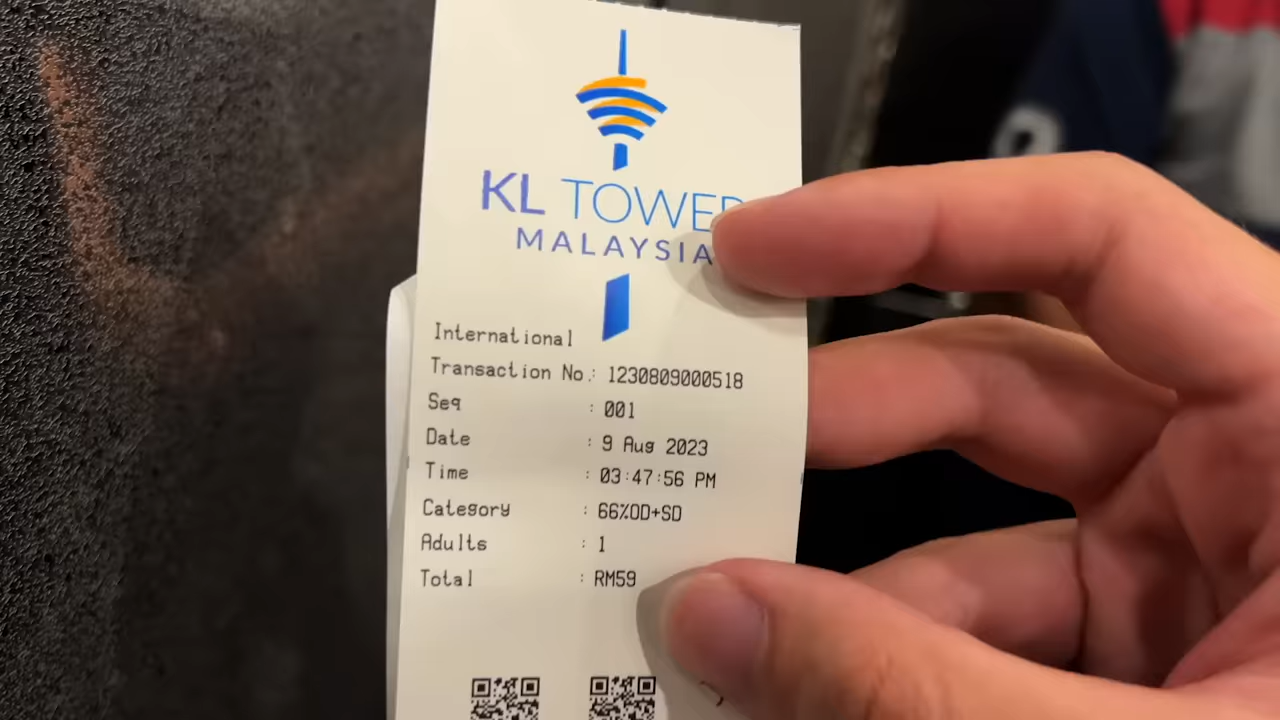 KL TOWER
MALAYSIA
International
Transaction No.: 1230809000518
Seq : 001
Date : 9 Aug 2023
Time : 03:47:56 PM
Category : 66%OD+SD
Adults : 1
Total : RM59